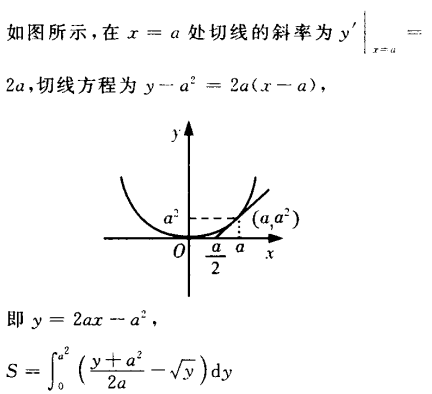 如图所示,在 x = a 处切线的斜率为 y′|ₓ₌ₐ =
2a,切线方程为 y − a² = 2a(x − a),
y
a²
(a,a²)
O
a/2
a
x
即 y = 2ax − a²,
S = ∫₀^{a²} ( (y + a²)/(2a) − √y ) dy